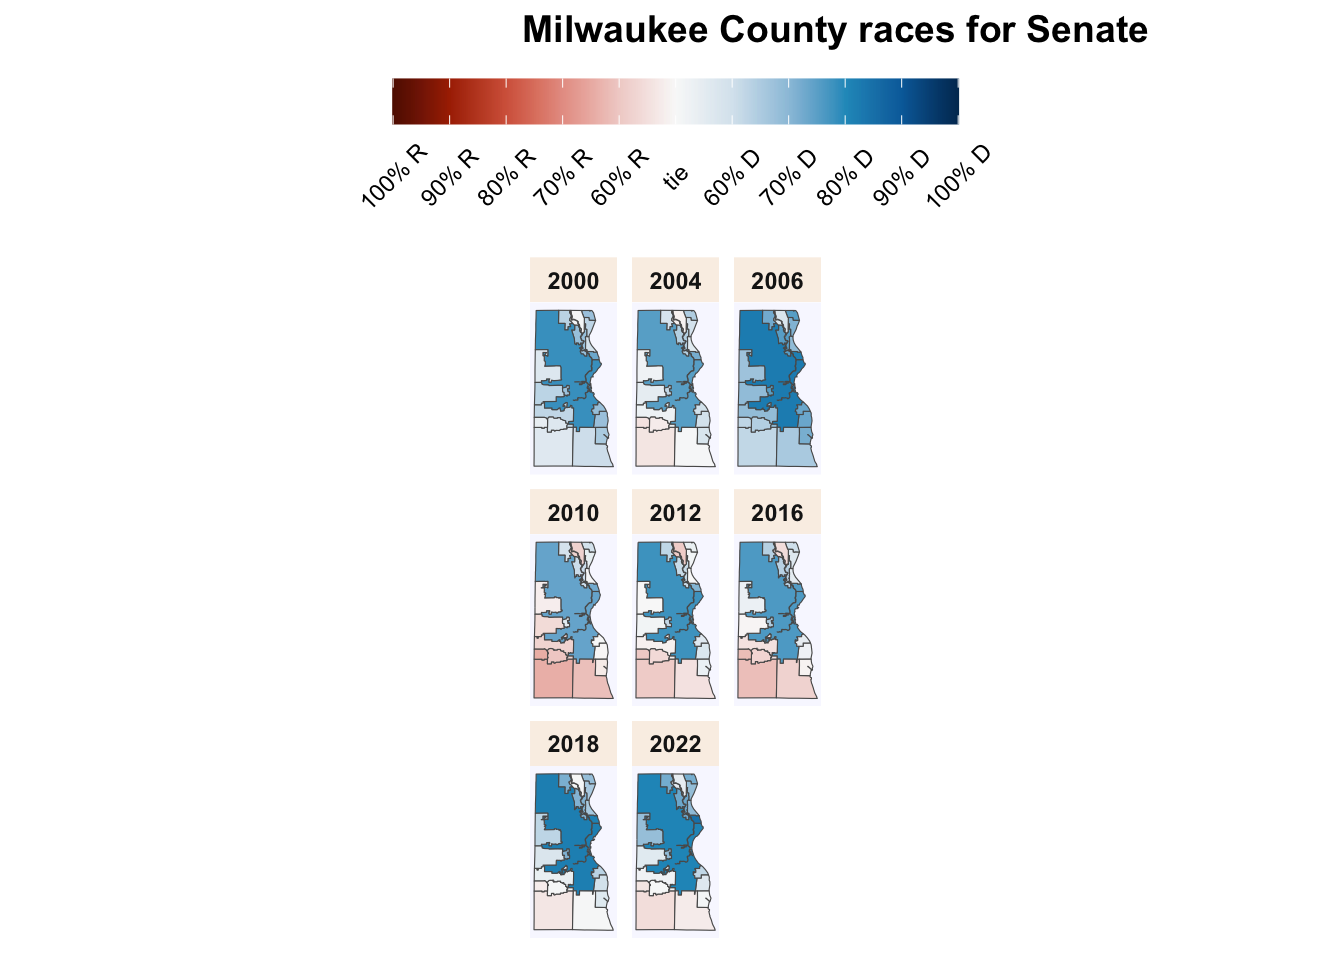 Milwaukee County races for Senate
100% R 90% R 80% R 70% R 60% R tie 60% D 70% D 80% D 90% D 100% D
2000 2004 2006
2010 2012 2016
2018 2022